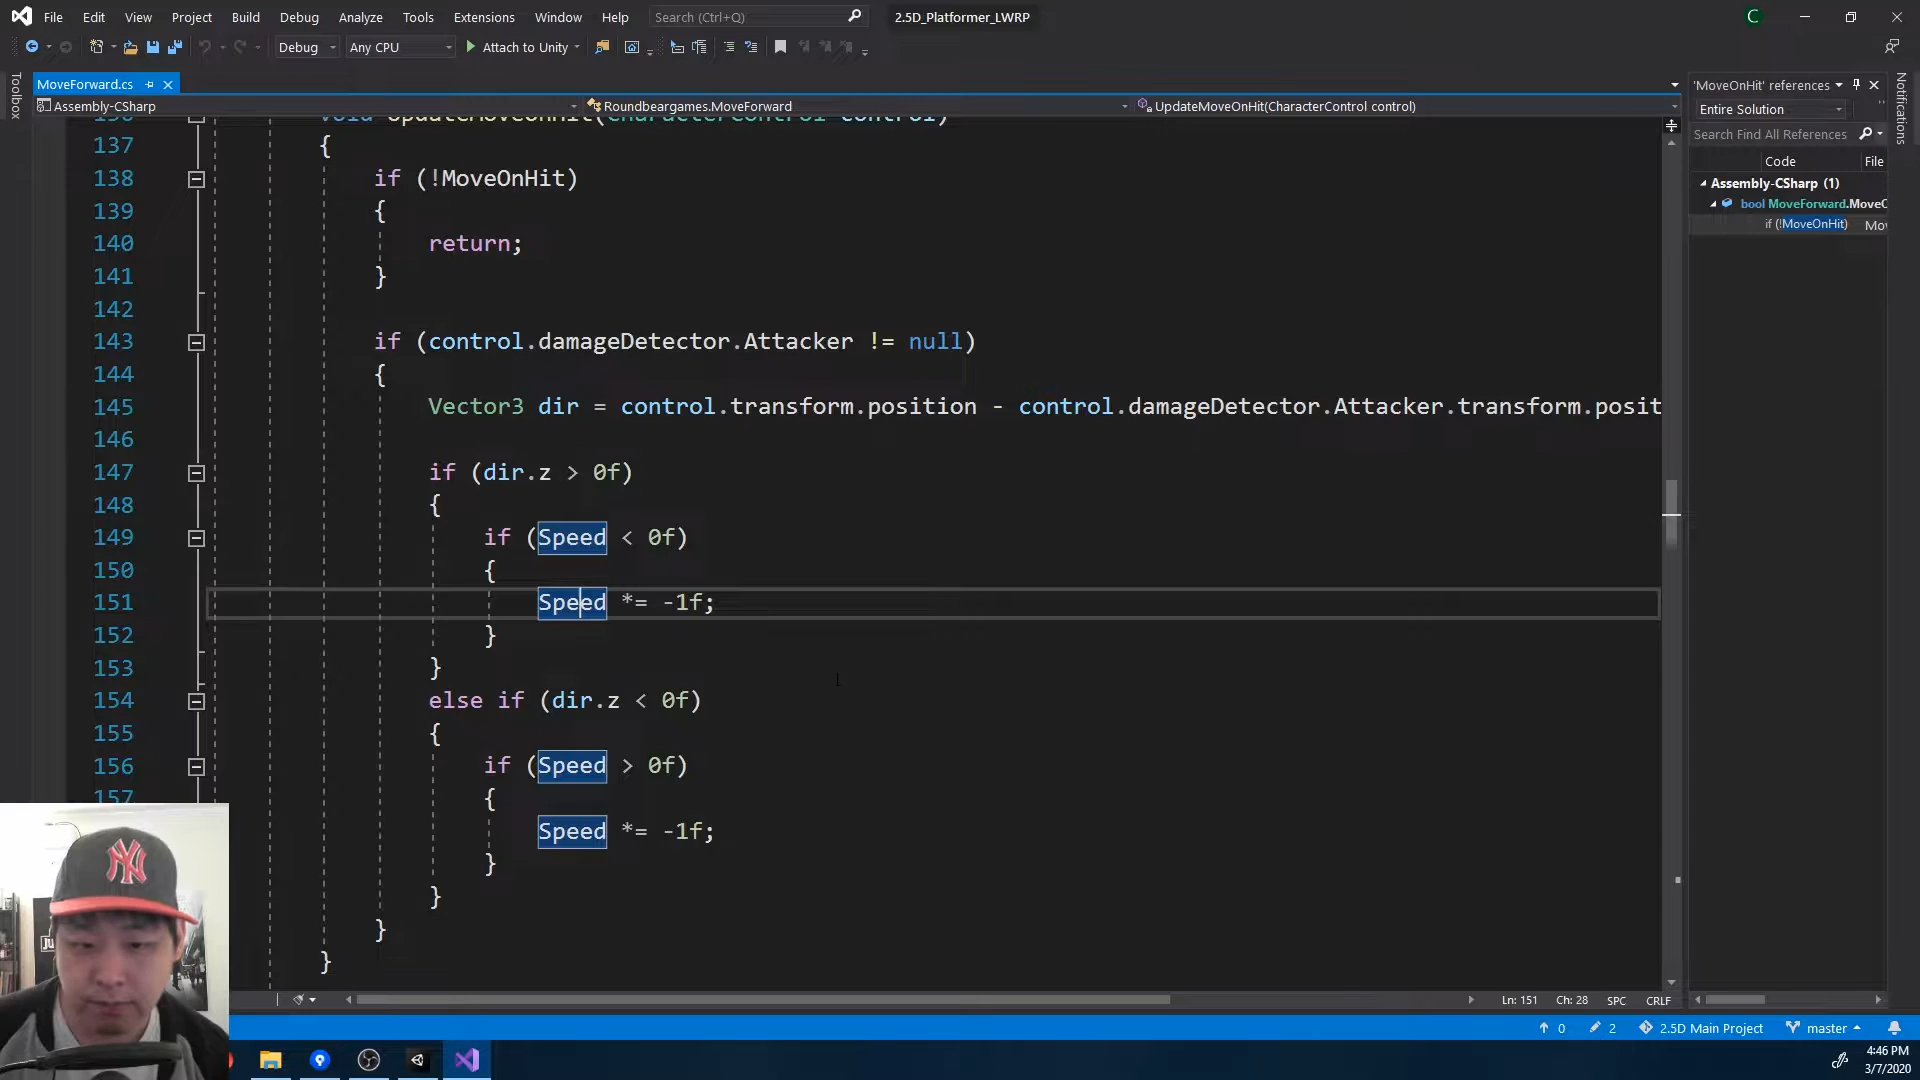 File Edit View Project Build Debug Analyze Tools Extensions Window Help Search (Ctrl+Q) 2.5D_Platformer_LWRP C
Debug Any CPU Attach to Unity
Toolbox
MoveForward.cs
Assembly-CSharp Roundbeargames.MoveForward UpdateMoveOnHit(CharacterControl control)
136 void UpdateMoveOnHit(CharacterControl control)
137 {
138 if (!MoveOnHit)
139 {
140 return;
141 }
142
143 if (control.damageDetector.Attacker != null)
144 {
145 Vector3 dir = control.transform.position - control.damageDetector.Attacker.transform.posit
146
147 if (dir.z > 0f)
148 {
149 if (Speed < 0f)
150 {
151 Speed *= -1f;
152 }
153 }
154 else if (dir.z < 0f)
155 {
156 if (Speed > 0f)
157 {
Speed *= -1f;
}
}
}
}
Ln: 151 Ch: 28 SPC CRLF
'MoveOnHit' references
Entire Solution
Search Find All References
Code File
Assembly-CSharp (1)
bool MoveForward.MoveO
if (!MoveOnHit) Mov
Notifications
0 2 2.5D Main Project master
NY
4:46 PM
3/7/2020